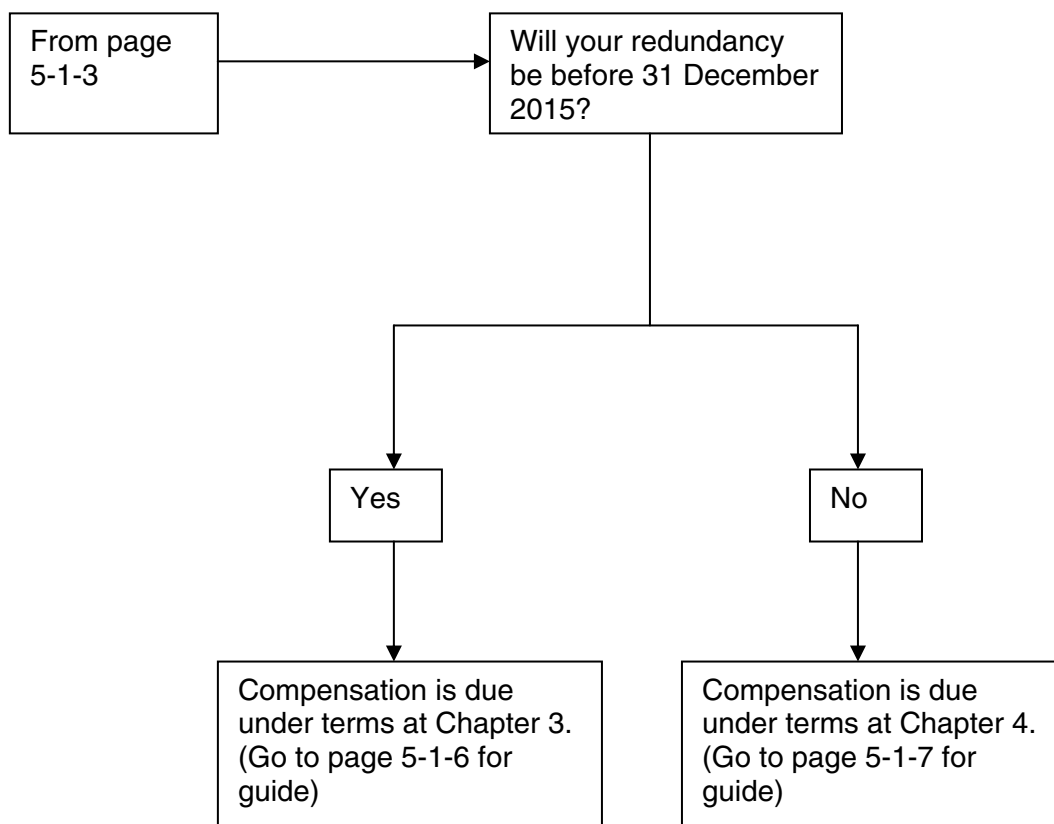 From page
5-1-3
Will your redundancy
be before 31 December
2015?
Yes
No
Compensation is due
under terms at Chapter 3.
(Go to page 5-1-6 for
guide)
Compensation is due
under terms at Chapter 4.
(Go to page 5-1-7 for
guide)